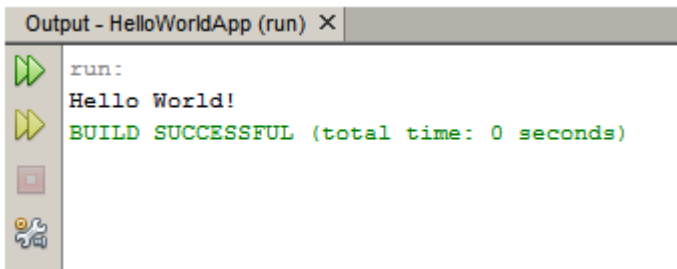 Output - HelloWorldApp (run)
run:
Hello World!
BUILD SUCCESSFUL (total time: 0 seconds)